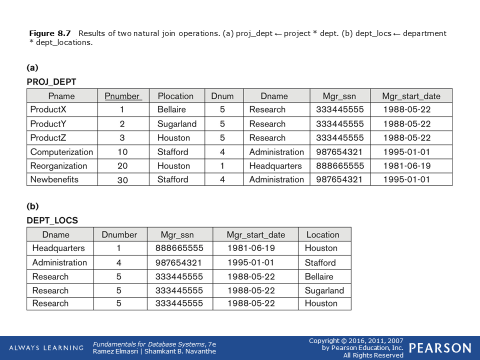 Figure 8.7 Results of two natural join operations. (a) proj_dept ← project * dept. (b) dept_locs ← department
* dept_locations.
(a)
PROJ_DEPT
Pname Pnumber Plocation Dnum Dname Mgr_ssn Mgr_start_date
ProductX 1 Bellaire 5 Research 333445555 1988-05-22
ProductY 2 Sugarland 5 Research 333445555 1988-05-22
ProductZ 3 Houston 5 Research 333445555 1988-05-22
Computerization 10 Stafford 4 Administration 987654321 1995-01-01
Reorganization 20 Houston 1 Headquarters 888665555 1981-06-19
Newbenefits 30 Stafford 4 Administration 987654321 1995-01-01
(b)
DEPT_LOCS
Dname Dnumber Mgr_ssn Mgr_start_date Location
Headquarters 1 888665555 1981-06-19 Houston
Administration 4 987654321 1995-01-01 Stafford
Research 5 333445555 1988-05-22 Bellaire
Research 5 333445555 1988-05-22 Sugarland
Research 5 333445555 1988-05-22 Houston
ALWAYS LEARNING
Fundamentals for Database Systems, 7e
Ramez Elmasri | Shamkant B. Navanthe
Copyright © 2016, 2011, 2007
by Pearson Education, Inc.
All Rights Reserved
PEARSON